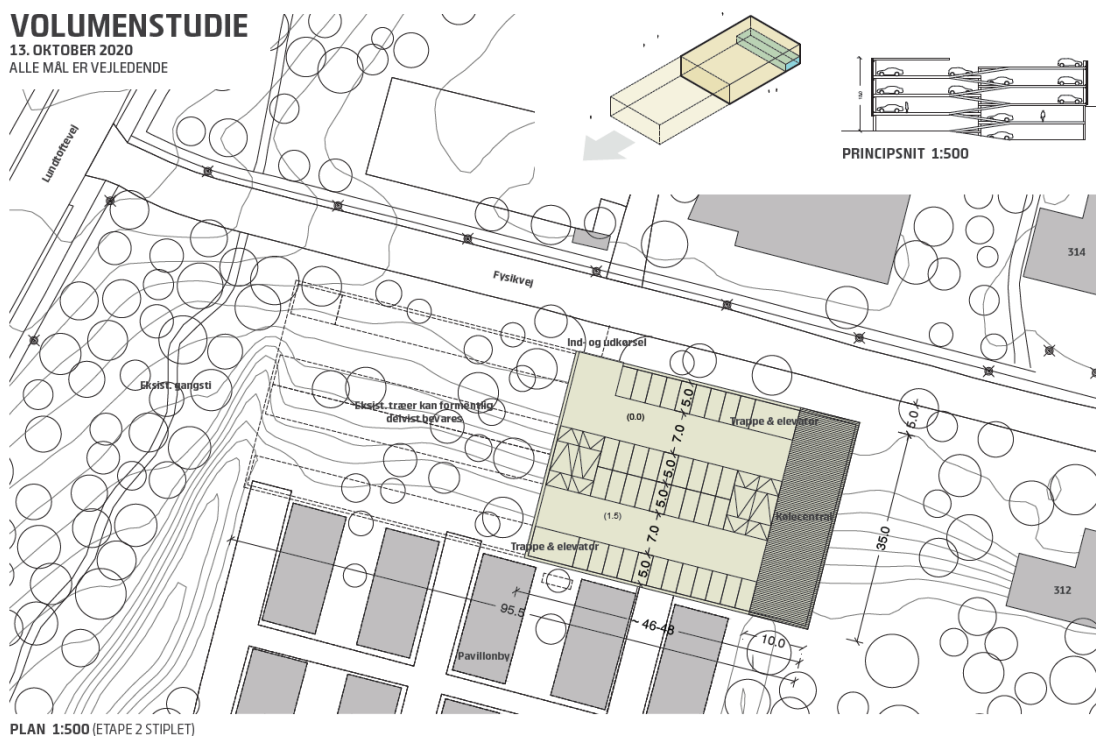 VOLUMENSTUDIE
13. OKTOBER 2020
ALLE MÅL ER VEJLEDENDE
PRINCIPSNIT 1:500
Lundtoftevej
Fysikvej
314
Ind- og udkørsel
Eksist. gangsti
Eksist. træer kan formentlig
delvist bevares
(0.0)
Trappe & elevator
5.0
7.0
5.0
5.0
7.0
5.0
5.0
(1.5)
Kølecentral
35.0
Trappe & elevator
312
95.5
~ 46-48
10.0
Pavillonby
PLAN 1:500 (ETAPE 2 STIPLET)